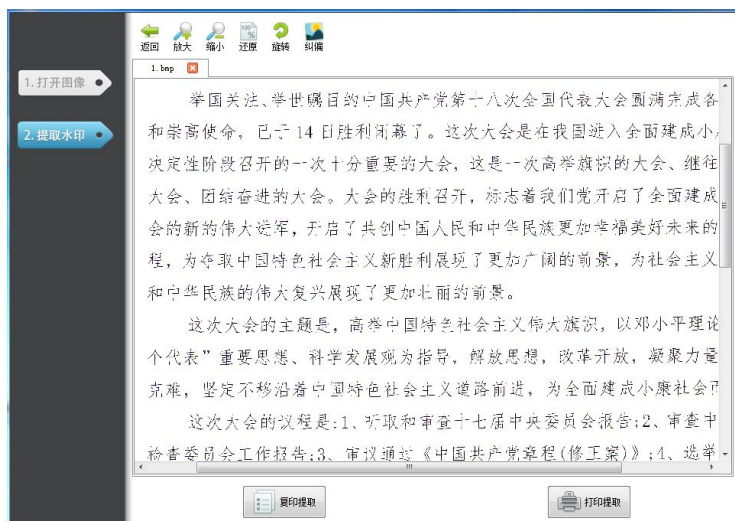 返回 放大 缩小 还原 旋转 纠偏
1.打开图像
2.提取水印
1.bmp
举国关注、举世瞩目的中国共产党第十八次全国代表大会圆满完成各
和崇高使命，已于 14 日胜利闭幕了。这次大会是在我国进入全面建成小
决定性阶段召开的一次十分重要的大会，这是一次高举旗帜的大会、继往
大会、团结奋进的大会。大会的胜利召开，标志着我们党开启了全面建成
会的新的伟大进军，开启了共创中国人民和中华民族更加幸福美好未来的
程，为夺取中国特色社会主义新胜利展现了更加广阔的前景，为社会主义
和中华民族的伟大复兴展现了更加壮丽的前景。
这次大会的主题是，高举中国特色社会主义伟大旗帜，以邓小平理论
个代表”重要思想、科学发展观为指导，解放思想，改革开放，凝聚力量
克难，坚定不移沿着中国特色社会主义道路前进，为全面建成小康社会而
这次大会的议程是:1、听取和审查十七届中央委员会报告;2、审查中
检查委员会工作报告;3、审议通过《中国共产党章程(修正案)》;4、选举
复印提取
打印提取